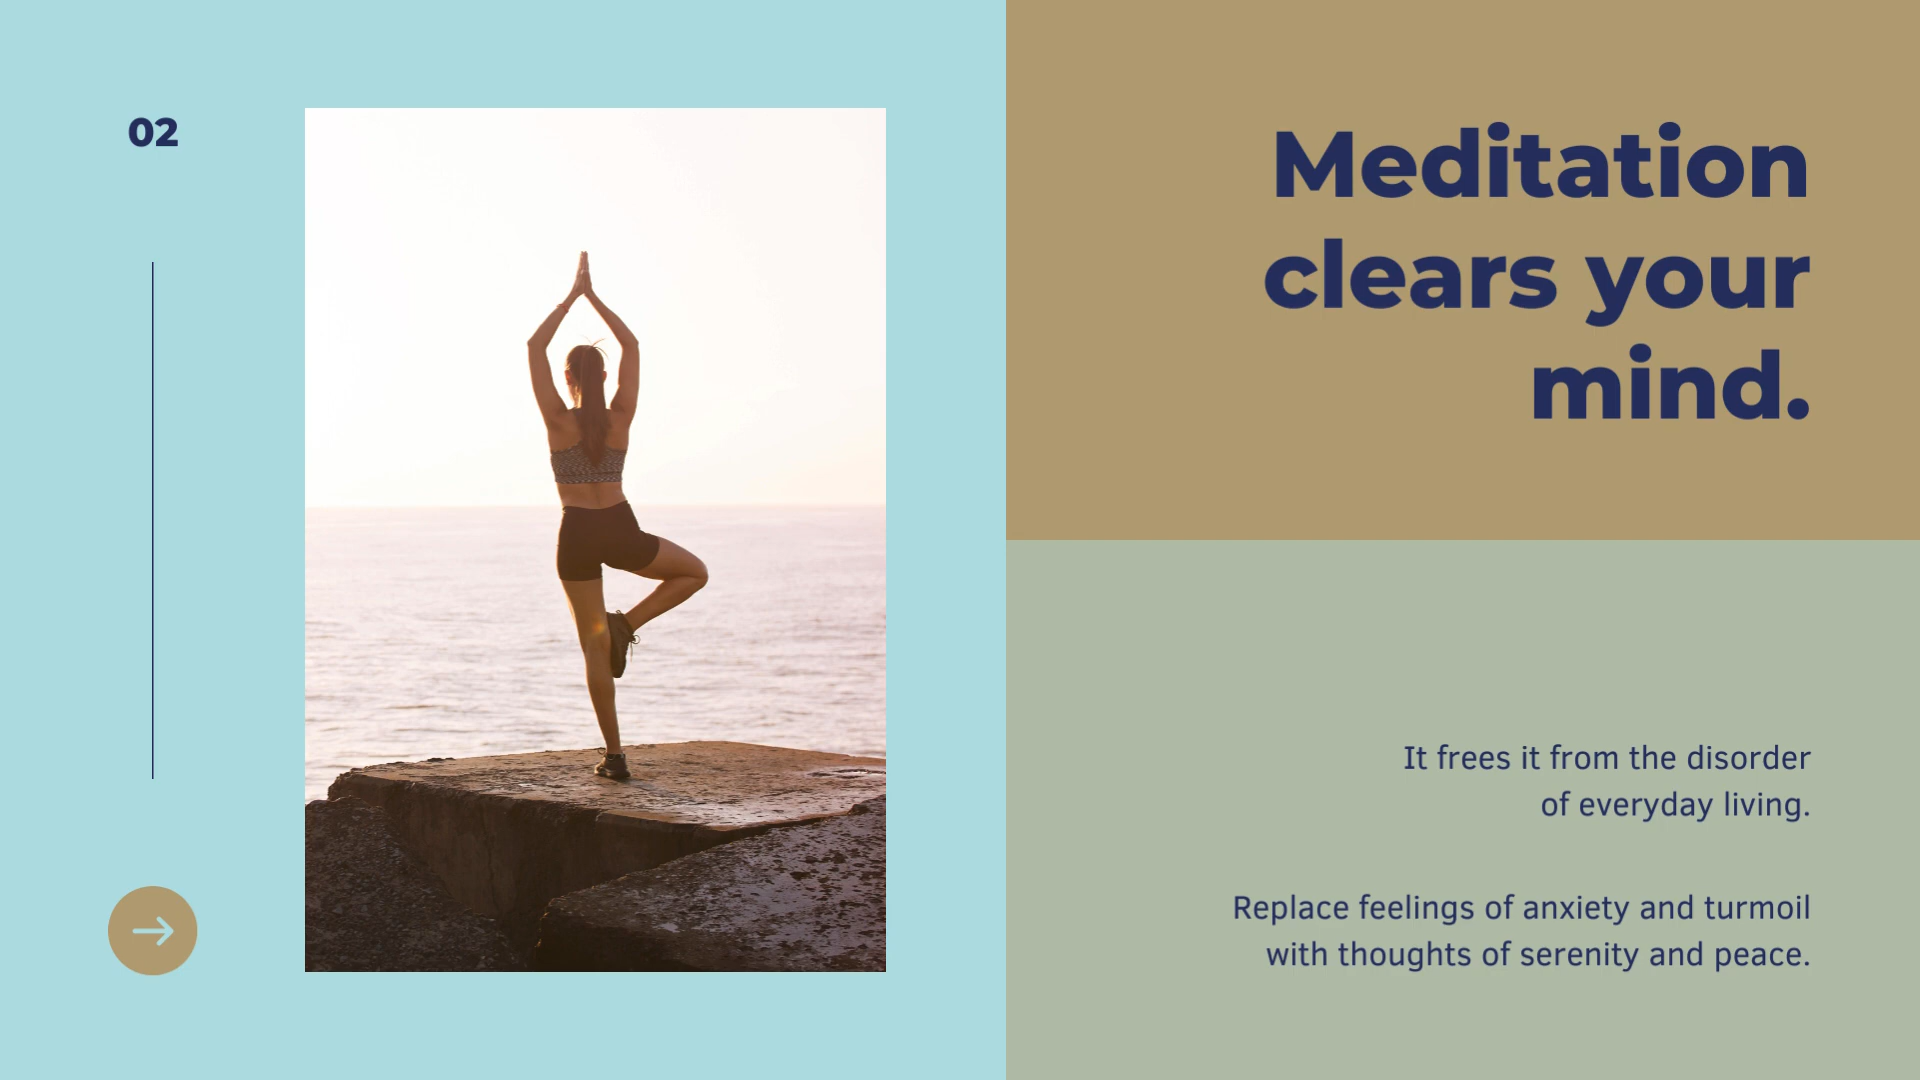 02
Meditation
clears your
mind.
It frees it from the disorder
of everyday living.
Replace feelings of anxiety and turmoil
with thoughts of serenity and peace.